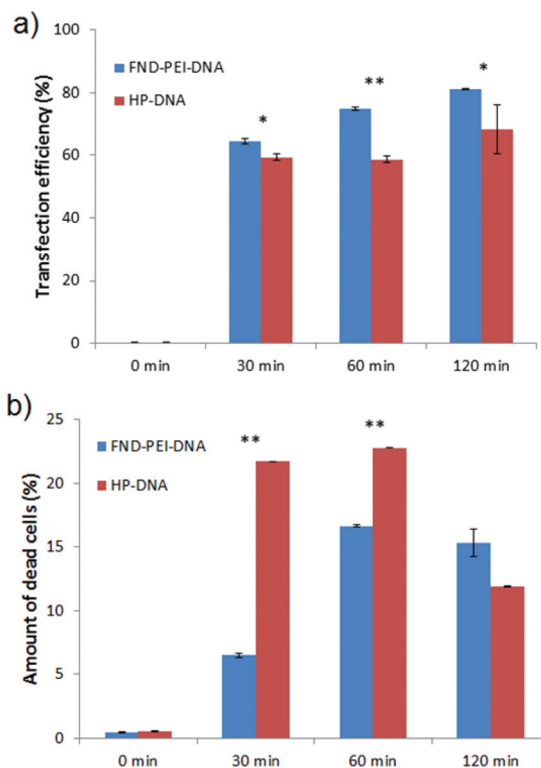 a)
100
80
60
40
20
0
Transfection efficiency (%)
FND-PEI-DNA
HP-DNA
*
**
*
0 min 30 min 60 min 120 min
b)
25
20
15
10
5
0
Amount of dead cells (%)
FND-PEI-DNA
HP-DNA
**
**
0 min 30 min 60 min 120 min